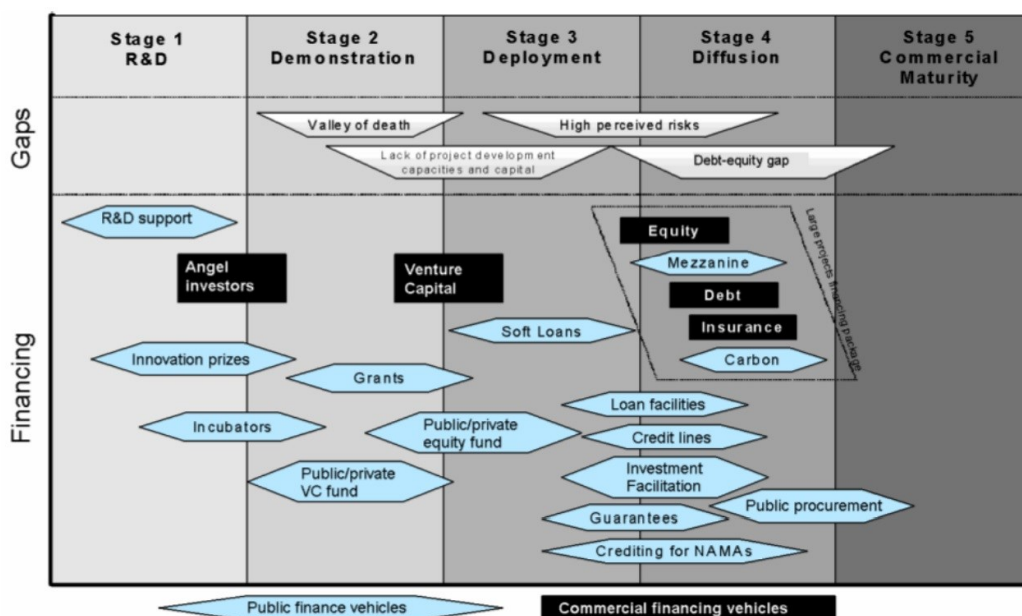 Stage 1
R&D
Stage 2
Demonstration
Stage 3
Deployment
Stage 4
Diffusion
Stage 5
Commercial
Maturity
Gaps
Valley of death
High perceived risks
Lack of project development
capacities and capital
Debt-equity gap
Financing
R&D support
Angel
investors
Venture
Capital
Equity
Mezzanine
Debt
Insurance
Carbon
Large projects financing package
Soft Loans
Innovation prizes
Grants
Loan facilities
Incubators
Public/private
equity fund
Credit lines
Public/private
VC fund
Investment
Facilitation
Public procurement
Guarantees
Crediting for NAMAs
Public finance vehicles
Commercial financing vehicles